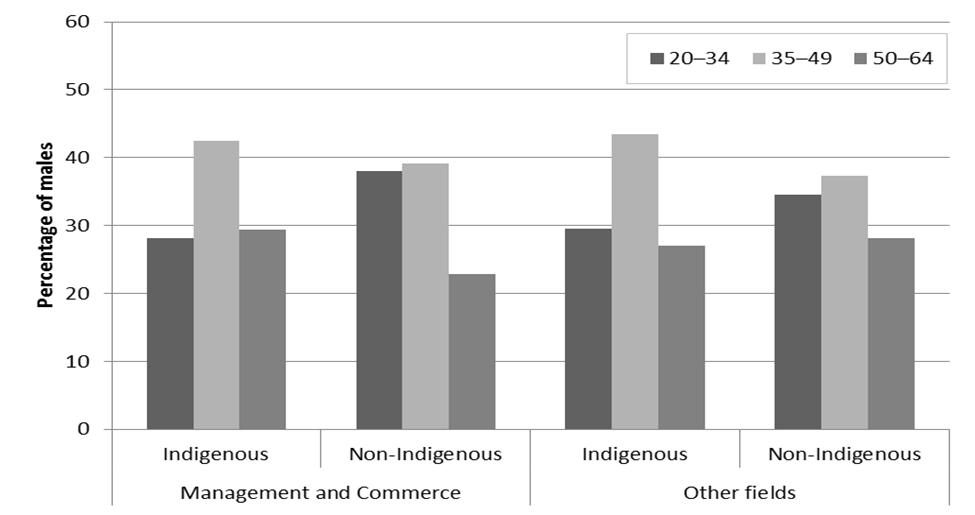 60
20–34 35–49 50–64
50
40
30
20
10
0
Percentage of males
Indigenous Non-Indigenous Indigenous Non-Indigenous
Management and Commerce Other fields